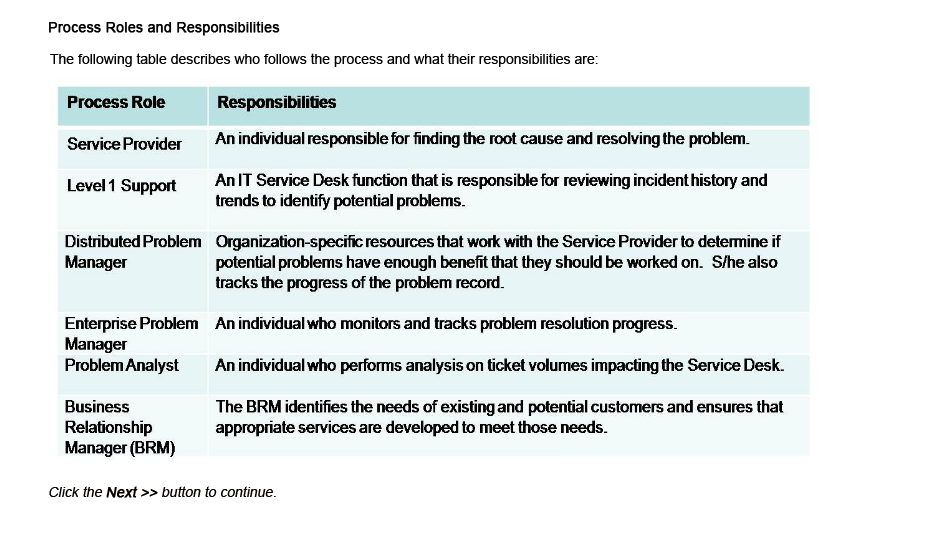 Process Roles and Responsibilities
The following table describes who follows the process and what their responsibilities are:
Process Role Responsibilities
Service Provider An individual responsible for finding the root cause and resolving the problem.
Level 1 Support An IT Service Desk function that is responsible for reviewing incident history and
trends to identify potential problems.
Distributed Problem Organization-specific resources that work with the Service Provider to determine if
Manager potential problems have enough benefit that they should be worked on.  S/he also
tracks the progress of the problem record.
Enterprise Problem An individual who monitors and tracks problem resolution progress.
Manager
Problem Analyst An individual who performs analysis on ticket volumes impacting the Service Desk.
Business The BRM identifies the needs of existing and potential customers and ensures that
Relationship appropriate services are developed to meet those needs.
Manager (BRM)
Click the Next >> button to continue.